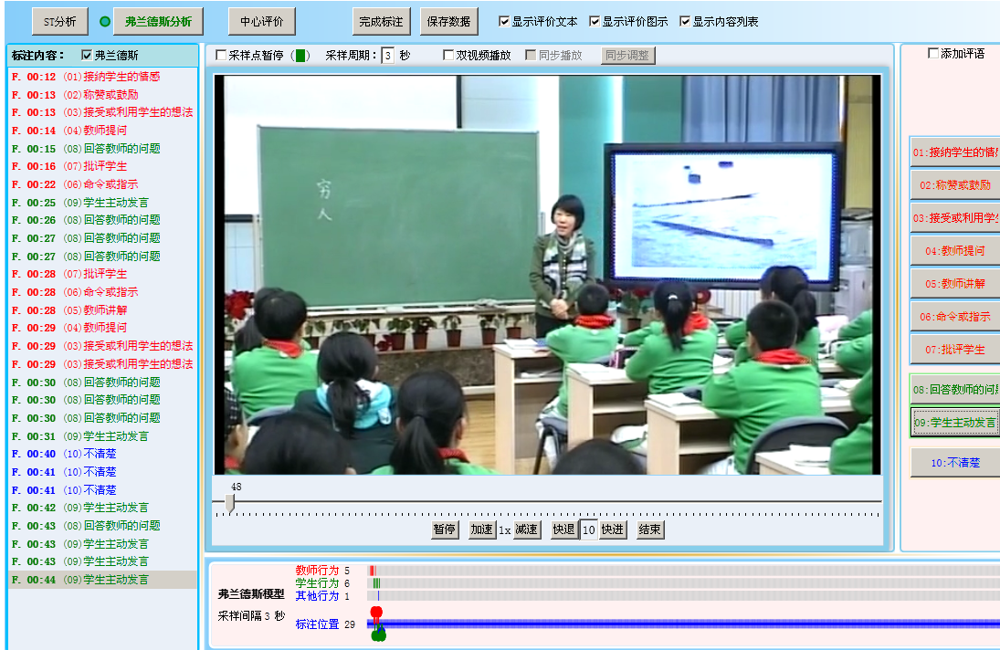 ST分析 弗兰德斯分析 中心评价 完成标注 保存数据 显示评价文本 显示评价图示 显示内容列表
标注内容： 弗兰德斯
F. 00:12 (01)接纳学生的情感
F. 00:13 (02)称赞或鼓励
F. 00:13 (03)接受或利用学生的想法
F. 00:14 (04)教师提问
F. 00:15 (08)回答教师的问题
F. 00:16 (07)批评学生
F. 00:22 (06)命令或指示
F. 00:25 (09)学生主动发言
F. 00:26 (08)回答教师的问题
F. 00:27 (08)回答教师的问题
F. 00:27 (08)回答教师的问题
F. 00:28 (07)批评学生
F. 00:28 (06)命令或指示
F. 00:28 (05)教师讲解
F. 00:29 (04)教师提问
F. 00:29 (03)接受或利用学生的想法
F. 00:29 (03)接受或利用学生的想法
F. 00:30 (08)回答教师的问题
F. 00:30 (08)回答教师的问题
F. 00:30 (08)回答教师的问题
F. 00:31 (09)学生主动发言
F. 00:40 (10)不清楚
F. 00:41 (10)不清楚
F. 00:41 (10)不清楚
F. 00:42 (09)学生主动发言
F. 00:43 (08)回答教师的问题
F. 00:43 (09)学生主动发言
F. 00:43 (09)学生主动发言
F. 00:44 (09)学生主动发言
采样点暂停 ( ) 采样周期： 3 秒 双视频播放 同步播放 同步调整
穷
人
48
暂停 加速 1x 减速 快退 10 快进 结束
添加评语
01:接纳学生的情
02:称赞或鼓励
03:接受或利用学生
04:教师提问
05:教师讲解
06:命令或指示
07:批评学生
08:回答教师的问
09:学生主动发言
10:不清楚
弗兰德斯模型
采样间隔 3 秒
教师行为 5
学生行为 6
其他行为 1
标注位置 29